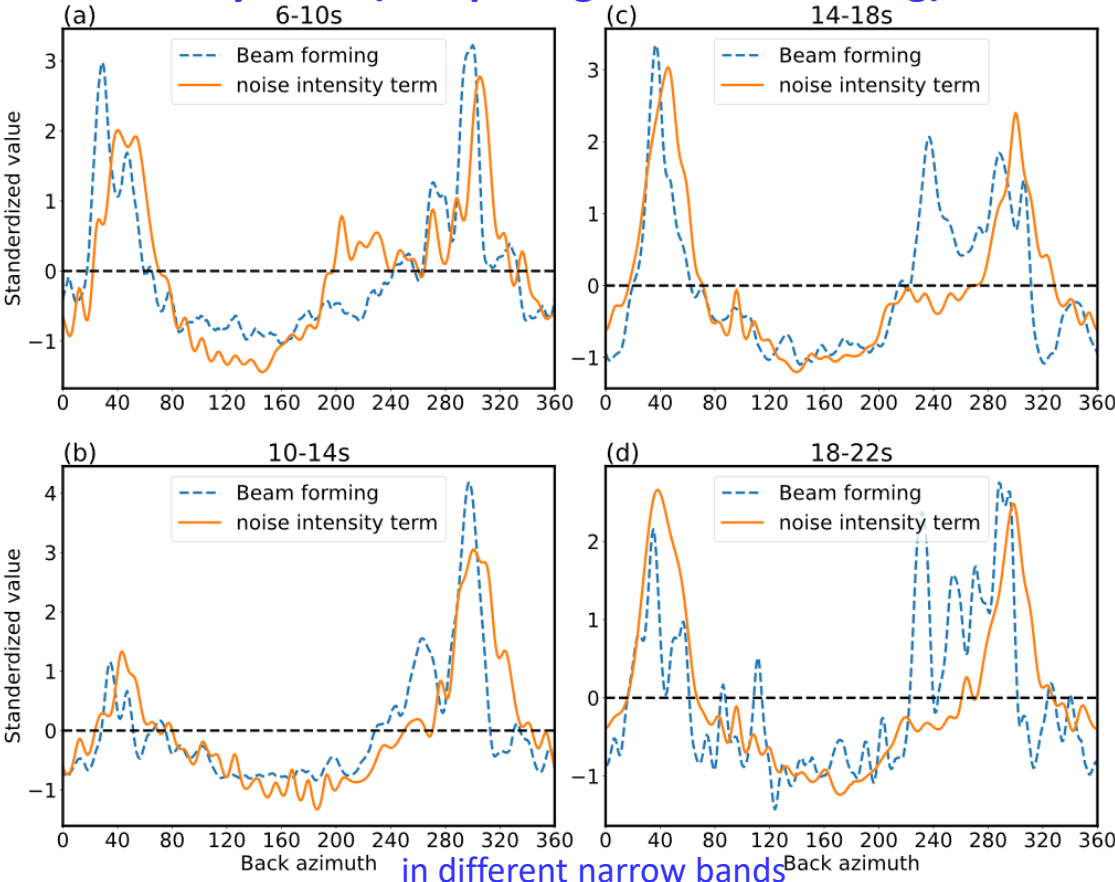 (a)
6-10s
Beam forming
noise intensity term
Standerdized value
3
2
1
0
−1
0 40 80 120 160 200 240 280 320 360
(c)
14-18s
Beam forming
noise intensity term
3
2
1
0
−1
0 40 80 120 160 200 240 280 320 360
(b)
10-14s
Beam forming
noise intensity term
Standerdized value
4
3
2
1
0
−1
0 40 80 120 160 200 240 280 320 360
Back azimuth
(d)
18-22s
Beam forming
noise intensity term
2
1
0
−1
0 40 80 120 160 200 240 280 320 360
Back azimuth
in different narrow bands